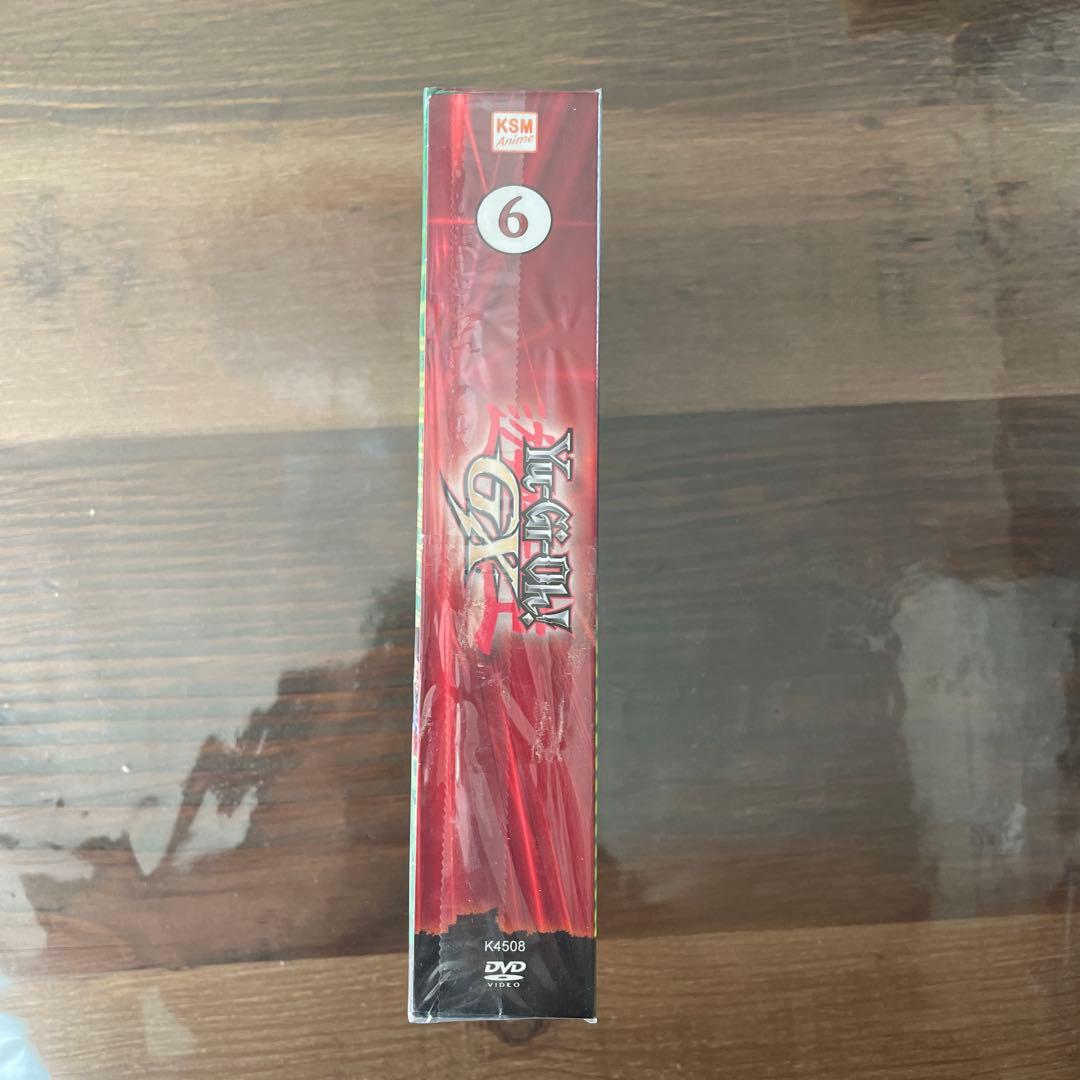 KSM
Anime
6
Yu-Gi-Oh!
GX
K4508
DVD
VIDEO